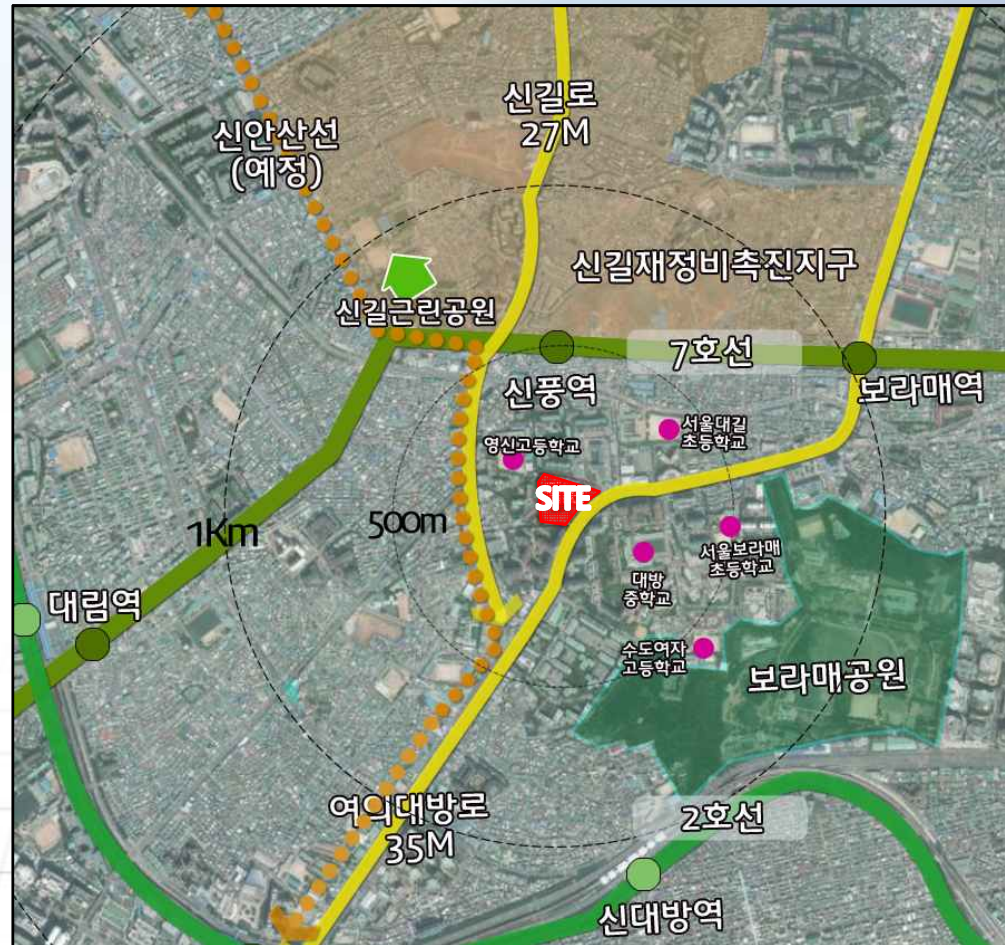 신길로
27M
신안산선
(예정)
신길재정비촉진지구
신길근린공원
7호선
신풍역
보라매역
서울대길
초등학교
영신고등학교
SITE
500m
1Km
서울보라매
초등학교
대방
중학교
대림역
수도여자
고등학교
보라매공원
여의대방로
35M
2호선
신대방역